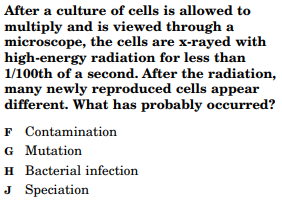 After a culture of cells is allowed to
multiply and is viewed through a
microscope, the cells are x-rayed with
high-energy radiation for less than
1/100th of a second. After the radiation,
many newly reproduced cells appear
different. What has probably occurred?
F Contamination
G Mutation
H Bacterial infection
J Speciation